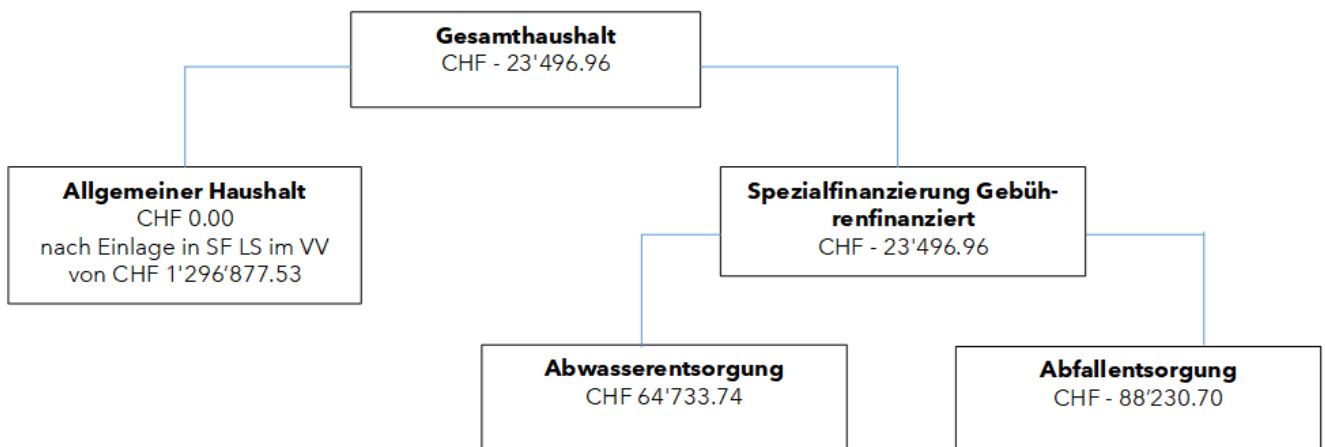 Gesamthaushalt
CHF - 23'496.96
Allgemeiner Haushalt
CHF 0.00
nach Einlage in SF LS im VV
von CHF 1'296’877.53
Spezialfinanzierung Gebüh-
renfinanziert
CHF - 23'496.96
Abwasserentsorgung
CHF 64'733.74
Abfallentsorgung
CHF - 88’230.70